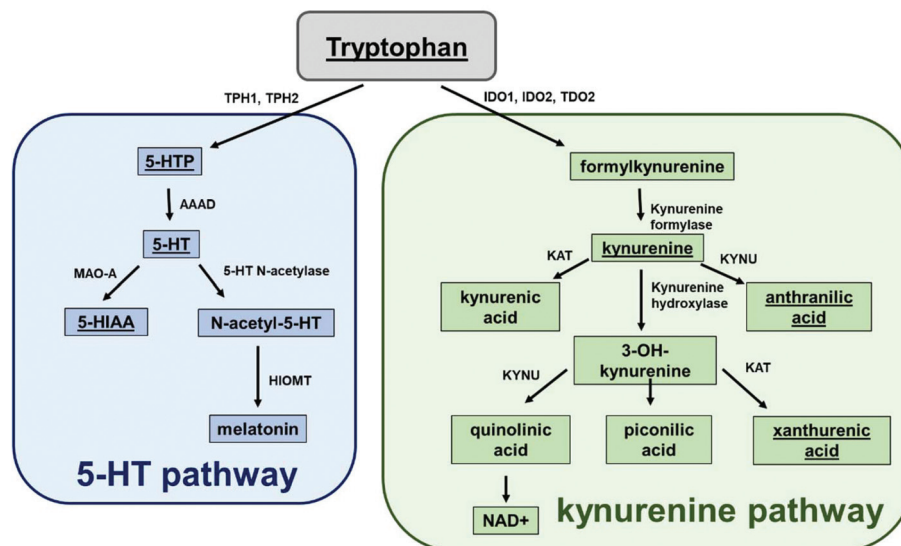 Tryptophan
TPH1, TPH2
IDO1, IDO2, TDO2
5-HTP
AAAD
5-HT
MAO-A
5-HT N-acetylase
5-HIAA
N-acetyl-5-HT
HIOMT
melatonin
5-HT pathway
formylkynurenine
Kynurenine
formylase
kynurenine
KAT
KYNU
Kynurenine
hydroxylase
kynurenic
acid
anthranilic
acid
3-OH-
kynurenine
KYNU
KAT
quinolinic
acid
piconilic
acid
xanthurenic
acid
NAD+
kynurenine pathway